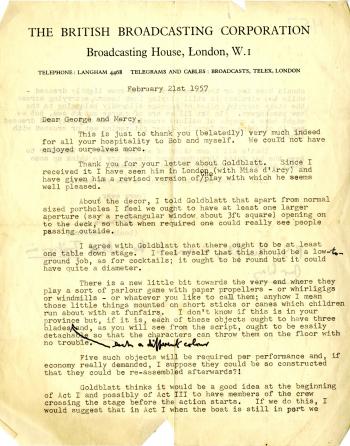 THE BRITISH BROADCASTING CORPORATION
Broadcasting House, London, W.1
TELEPHONE : LANGHAM 4468 TELEGRAMS AND CABLES : BROADCASTS, TELEX, LONDON
February 21st 1957
Dear George and Mercy,
This is just to thank you (belatedly) very much indeed
for all your hospitality to Bob and myself. We could not have
enjoyed ourselves more.
Thank you for your letter about Goldblatt. Since I
received it I have seen him in London (with Miss d'Arcy) and
have given him a revised version of/play with which he seems
well pleased.
About the decor, I told Goldblatt that apart from normal
sized portholes I feel we ought to have at least one larger
aperture (say a rectangular window about 3ft square) opening
to the deck, so that when required one could really see people
passing outside.
I agree with Goldblatt that there ought to be at least
one table down stage. I feel myself that this should be a
ground job, as for cocktails; it ought to be round but it could
have quite a diameter.
There is a new little bit towards the very end where they
play a sort of parlour game with paper propellers - or whirligigs
or windmills - or whatever you like to call them; anyhow I mean
those little things mounted on short sticks or canes which children
run about with at funfairs. I don't know if this is in your
province but, if it is, each of these objects ought to have three
blades and, as you will see from the script, ought to be easily
detachable so that the characters can throw them on the floor with
no trouble. each a different colour
Five such objects will be required per performance and, if
economy really demanded, I suppose they could be so constructed
that they could be re-assembled afterwards?!
Goldblatt thinks it would be a good idea at the beginning
of Act I and possibly of Act III to have members of the crew
crossing the stage before the action starts. If we do this, I
would suggest that in Act I when the boat is still in port we